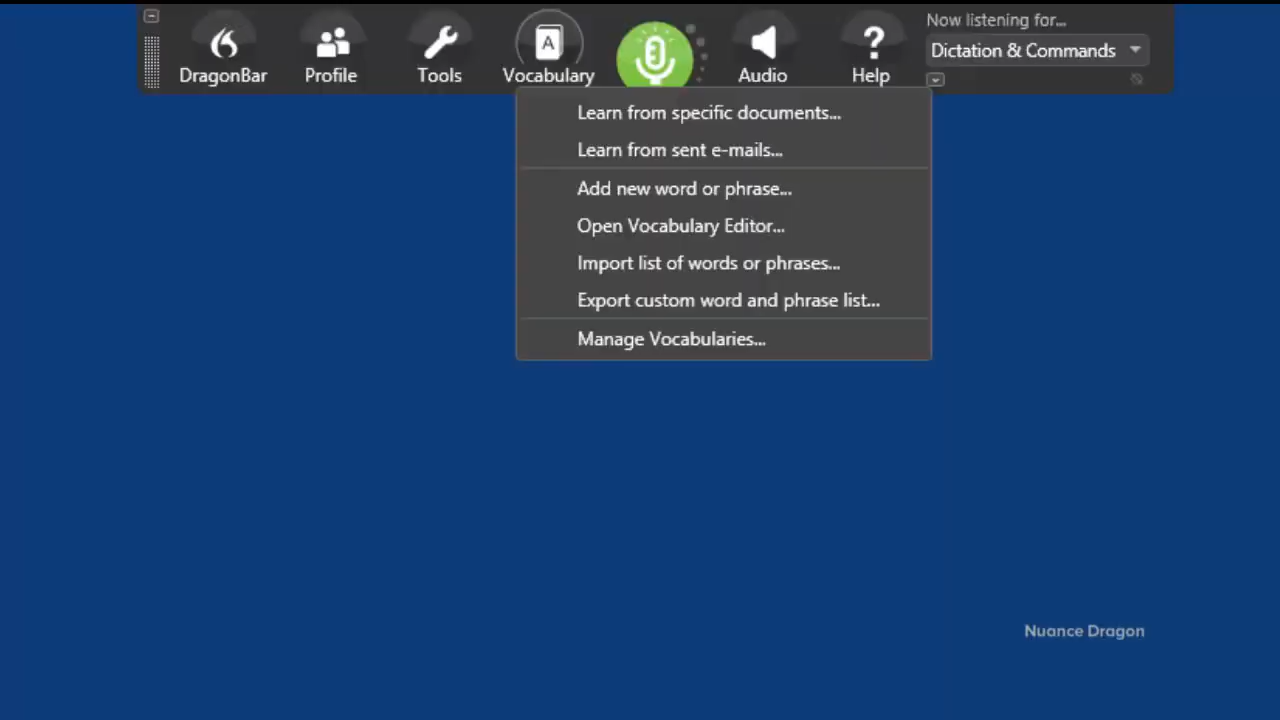 Now listening for...
DragonBar Profile Tools Vocabulary Audio Help Dictation & Commands
Learn from specific documents...
Learn from sent e-mails...
Add new word or phrase...
Open Vocabulary Editor...
Import list of words or phrases...
Export custom word and phrase list...
Manage Vocabularies...
Nuance Dragon